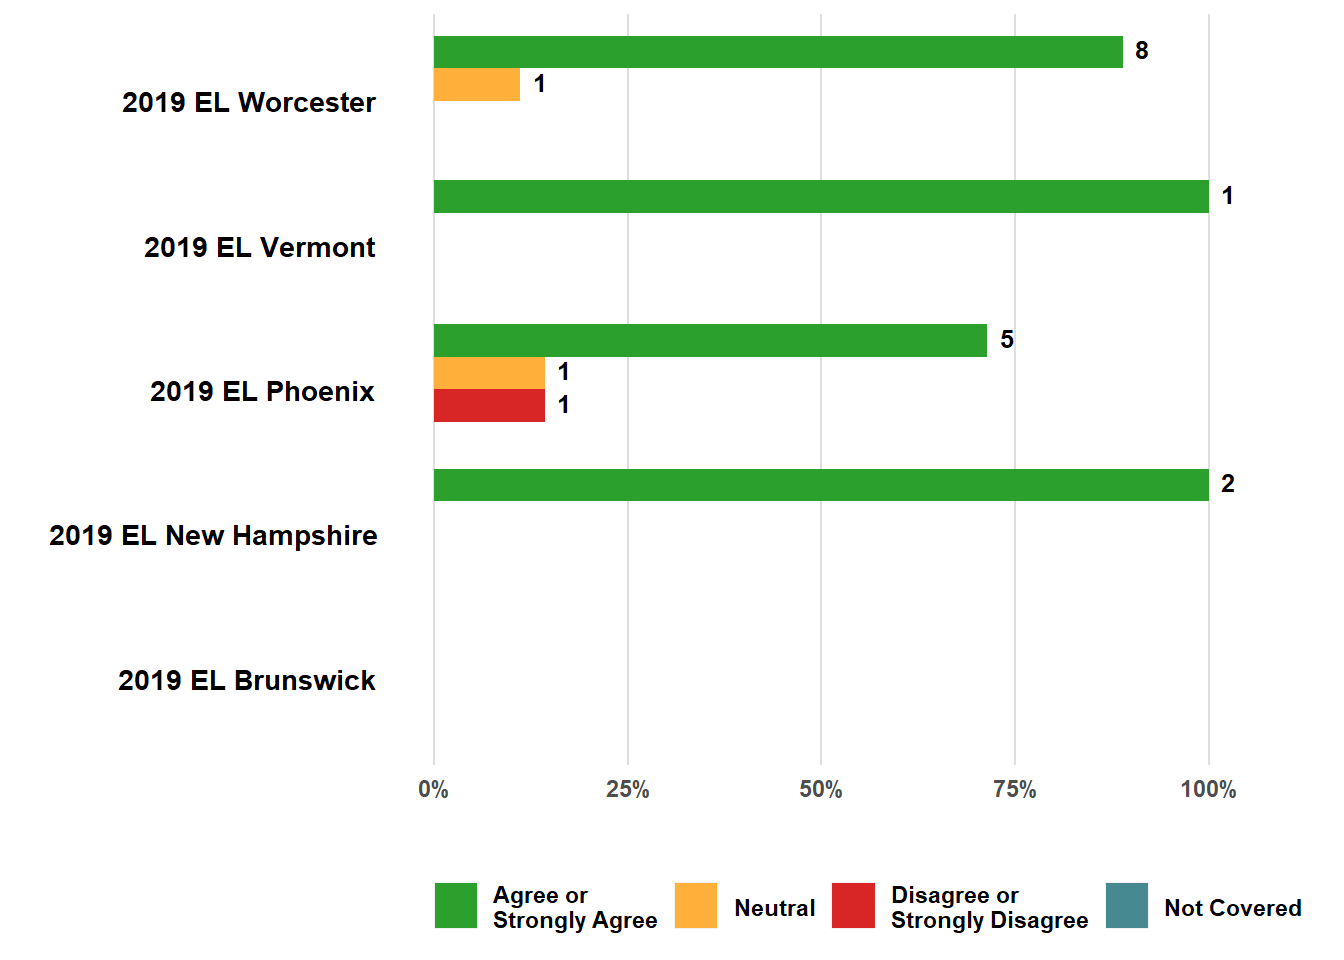 8
1
2019 EL Worcester
1
2019 EL Vermont
5
1
2019 EL Phoenix
1
2
2019 EL New Hampshire
2019 EL Brunswick
0% 25% 50% 75% 100%
Agree or
Strongly Agree
Neutral
Disagree or
Strongly Disagree
Not Covered